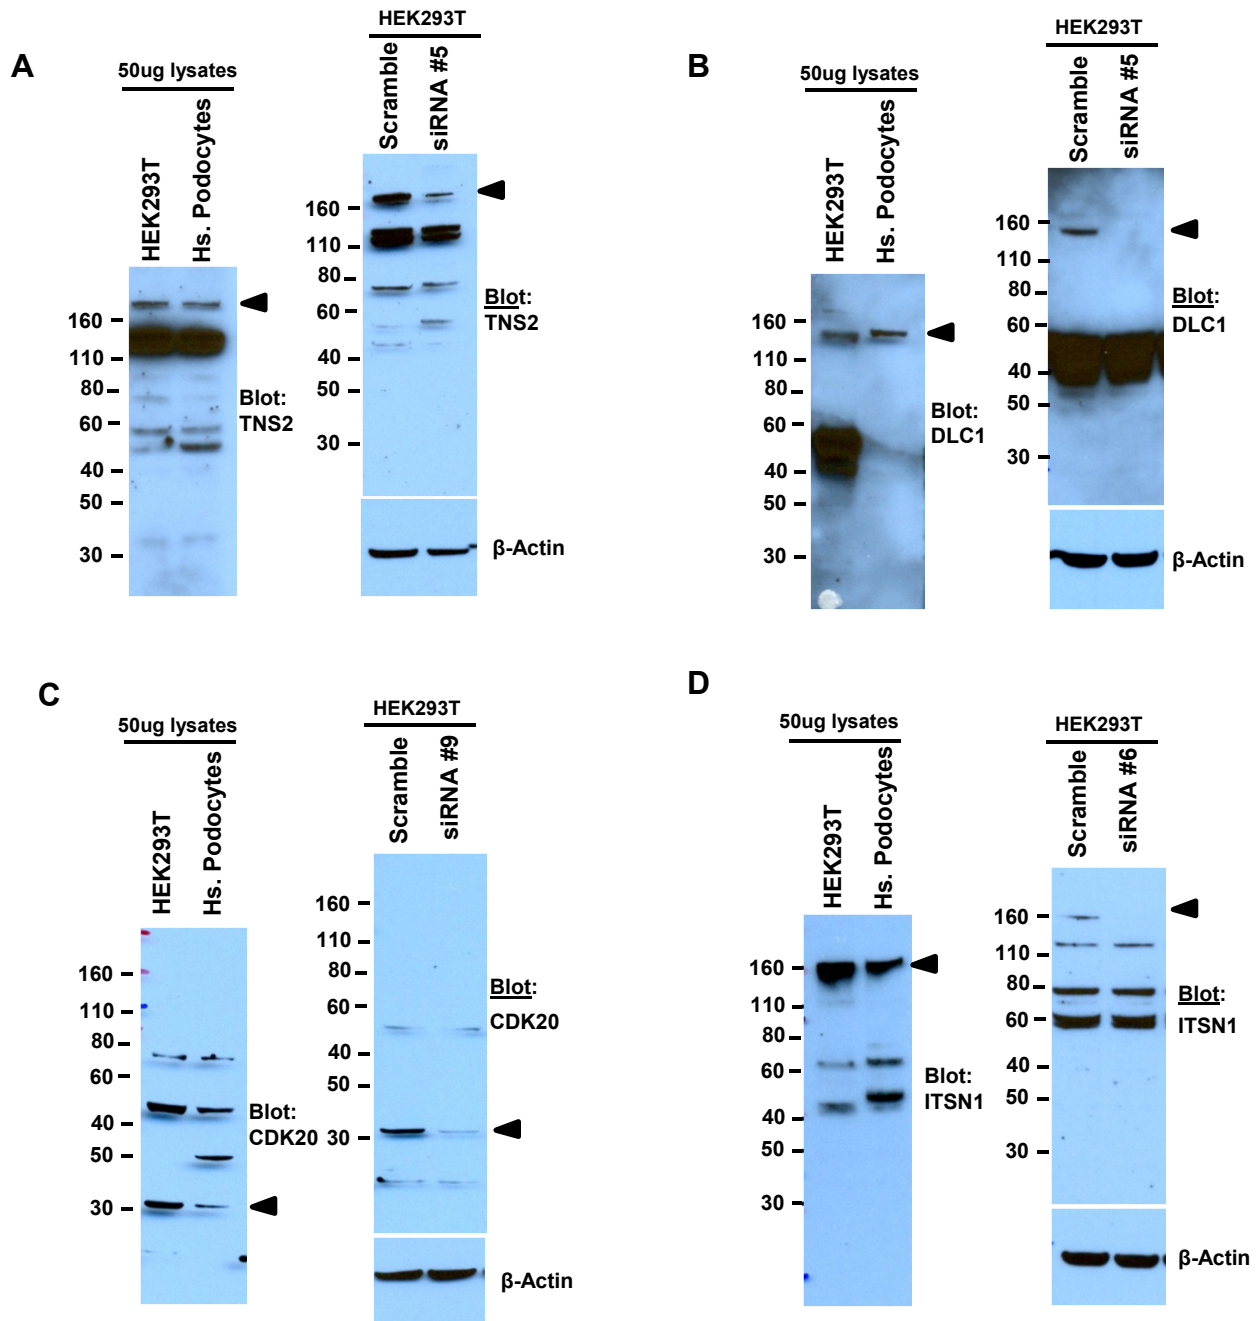 A
50ug lysates
HEK293T
Hs. Podocytes
160
110
80
60
40
50
30
Blot:
TNS2
HEK293T
Scramble
siRNA #5
160
110
80
60
40
50
30
Blot:
TNS2
β-Actin
B
50ug lysates
HEK293T
Hs. Podocytes
160
110
80
60
40
50
30
Blot:
DLC1
HEK293T
Scramble
siRNA #5
160
110
80
60
40
50
30
Blot:
DLC1
β-Actin
C
50ug lysates
HEK293T
Hs. Podocytes
160
110
80
60
40
50
30
Blot:
CDK20
HEK293T
Scramble
siRNA #9
160
110
80
60
40
50
30
Blot:
CDK20
β-Actin
D
50ug lysates
HEK293T
Hs. Podocytes
160
110
80
60
40
50
30
Blot:
ITSN1
HEK293T
Scramble
siRNA #6
160
110
80
60
40
50
30
Blot:
ITSN1
β-Actin